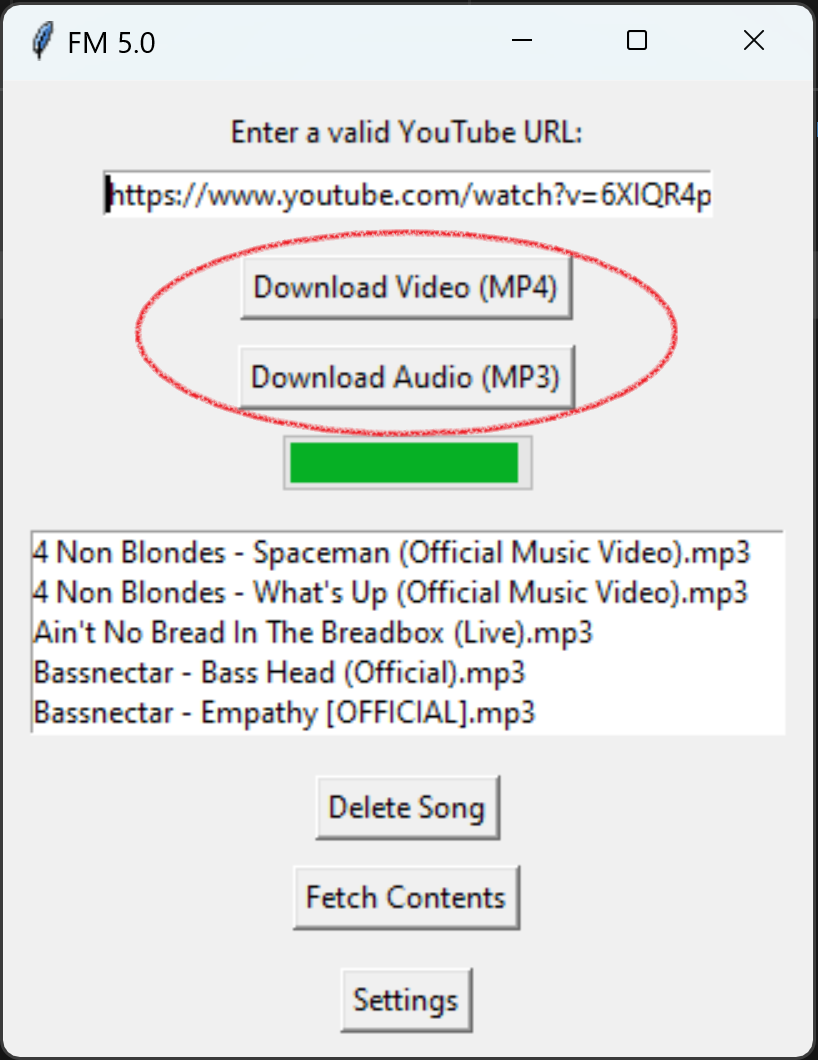 FM 5.0
Enter a valid YouTube URL:
https://www.youtube.com/watch?v=6XIQR4p
Download Video (MP4)
Download Audio (MP3)
4 Non Blondes - Spaceman (Official Music Video).mp3
4 Non Blondes - What's Up (Official Music Video).mp3
Ain't No Bread In The Breadbox (Live).mp3
Bassnectar - Bass Head (Official).mp3
Bassnectar - Empathy [OFFICIAL].mp3
Delete Song
Fetch Contents
Settings